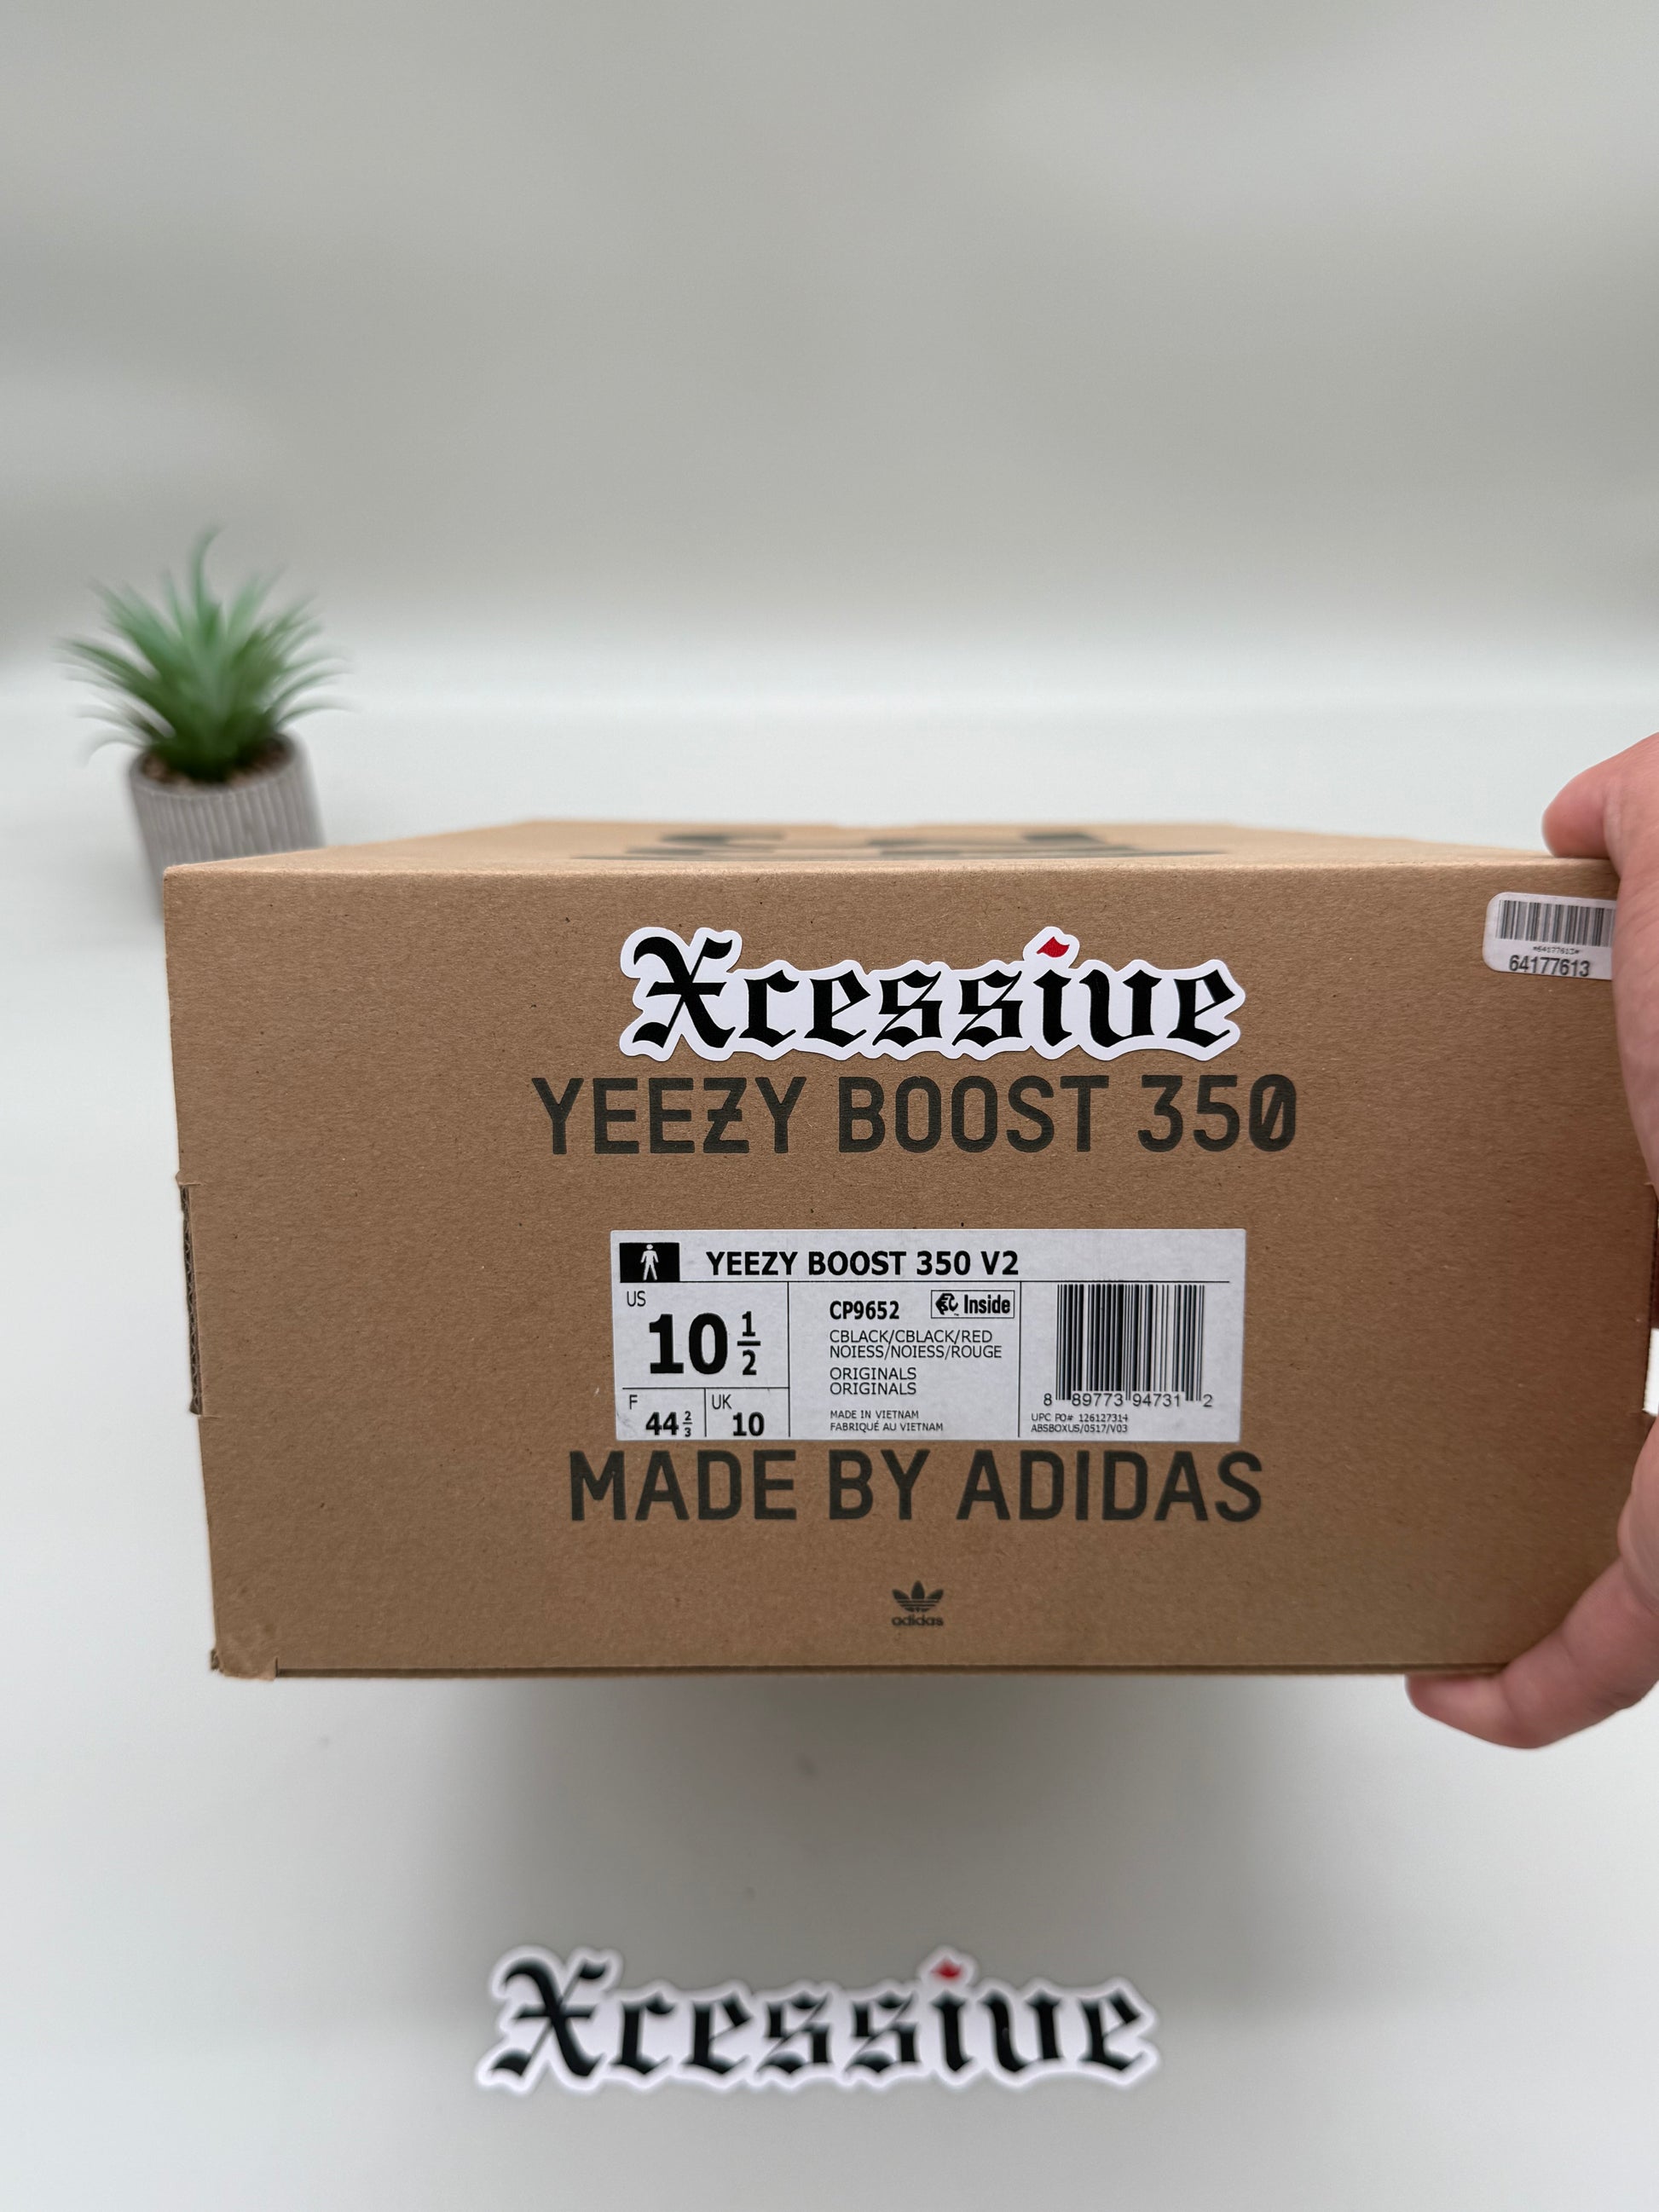 Xcessive
*64177613*
64177613
YEEZY BOOST 350
YEEZY BOOST 350 V2
US
10 1/2
F
44 2/3
UK
10
CP9652
Inside
CBLACK/CBLACK/RED
NOIESS/NOIESS/ROUGE
ORIGINALS
ORIGINALS
MADE IN VIETNAM
FABRIQUÉ AU VIETNAM
8 89773 94731 2
UPC PO# 126127314
ABSBOXUS/0517/V03
MADE BY ADIDAS
adidas
Xcessive